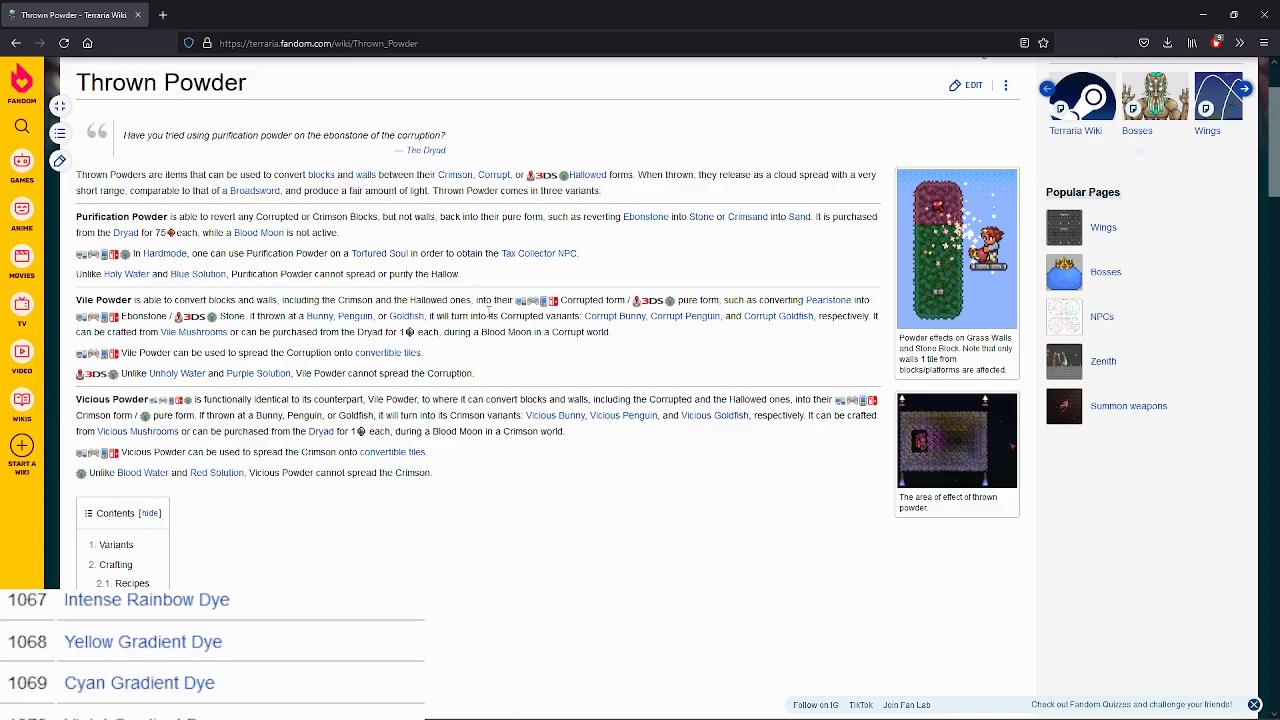 Thrown Powder - Terraria Wiki
https://terraria.fandom.com/wiki/Thrown_Powder
9
FANDOM
GAMES
ANIME
MOVIES
TV
VIDEO
WIKIS
START A
WIKI
Thrown Powder
EDIT
Have you tried using purification powder on the ebonstone of the corruption?
— The Dryad
Thrown Powders are items that can be used to convert blocks and walls between their Crimson, Corrupt, or 3DS Hallowed forms. When thrown, they release as a cloud spread with a very
short range, comparable to that of a Broadsword, and produce a fair amount of light. Thrown Powder comes in three variants:
Purification Powder is able to revert any Corrupted or Crimson Blocks, but not walls, back into their pure form, such as reverting Ebonstone into Stone or Crimsand into Sand. It is purchased
from the Dryad for 75 each, while a Blood Moon is not active.
In Hardmode, one can use Purification Powder on a Tortured Soul in order to obtain the Tax Collector NPC.
Unlike Holy Water and Blue Solution, Purification Powder cannot spread or purity the Hallow.
Vile Powder is able to convert blocks and walls, including the Crimson and the Hallowed ones, into their Corrupted form / 3DS pure form, such as converting Pearlstone into
Ebonstone / 3DS Stone. If thrown at a Bunny, Penguin, or Goldfish, it will turn into its Corrupted variants: Corrupt Bunny, Corrupt Penguin, and Corrupt Goldfish, respectively. It
can be crafted from Vile Mushrooms or can be purchased from the Dryad for 1 each, during a Blood Moon in a Corrupt world.
Vile Powder can be used to spread the Corruption onto convertible tiles.
3DS Unlike Unholy Water and Purple Solution, Vile Powder cannot spread the Corruption.
Vicious Powder is functionally identical to its counterpart, Vile Powder, to where it can convert blocks and walls, including the Corrupted and the Hallowed ones, into their
Crimson form / pure form. If thrown at a Bunny, Penguin, or Goldfish, it will turn into its Crimson variants: Vicious Bunny, Vicious Penguin, and Vicious Goldfish, respectively. It can be crafted
from Vicious Mushrooms or can be purchased from the Dryad for 1 each, during a Blood Moon in a Crimson world.
Vicious Powder can be used to spread the Crimson onto convertible tiles.
Unlike Blood Water and Red Solution, Vicious Powder cannot spread the Crimson.
Contents [hide]
1. Variants
2. Crafting
2.1. Recipes
Powder effects on Grass Walls
and Stone Block. Note that only
walls 1 tile from
blocks/platforms are affected.
The area of effect of thrown
powder.
Terraria Wiki
Bosses
Wings
Popular Pages
Wings
Bosses
NPCs
Zenith
Summon weapons
1067 Intense Rainbow Dye
1068 Yellow Gradient Dye
1069 Cyan Gradient Dye
Follow on IG
TikTok
Join Fan Lab
Check out Fandom Quizzes and challenge your friends!